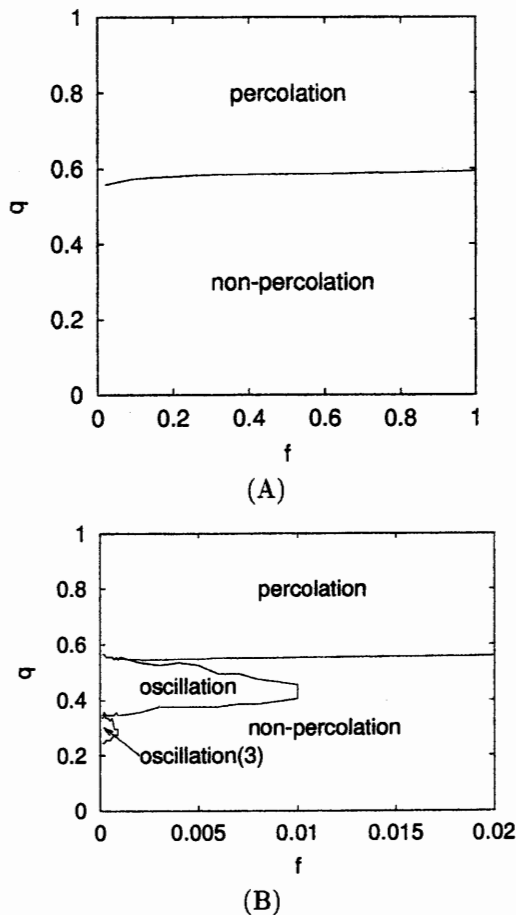 1
0.8
0.6
0.4
0.2
0
q
percolation
non-percolation
0 0.2 0.4 0.6 0.8 1
f
(A)
1
0.8
0.6
0.4
0.2
0
q
percolation
oscillation
non-percolation
oscillation(3)
0 0.005 0.01 0.015 0.02
f
(B)